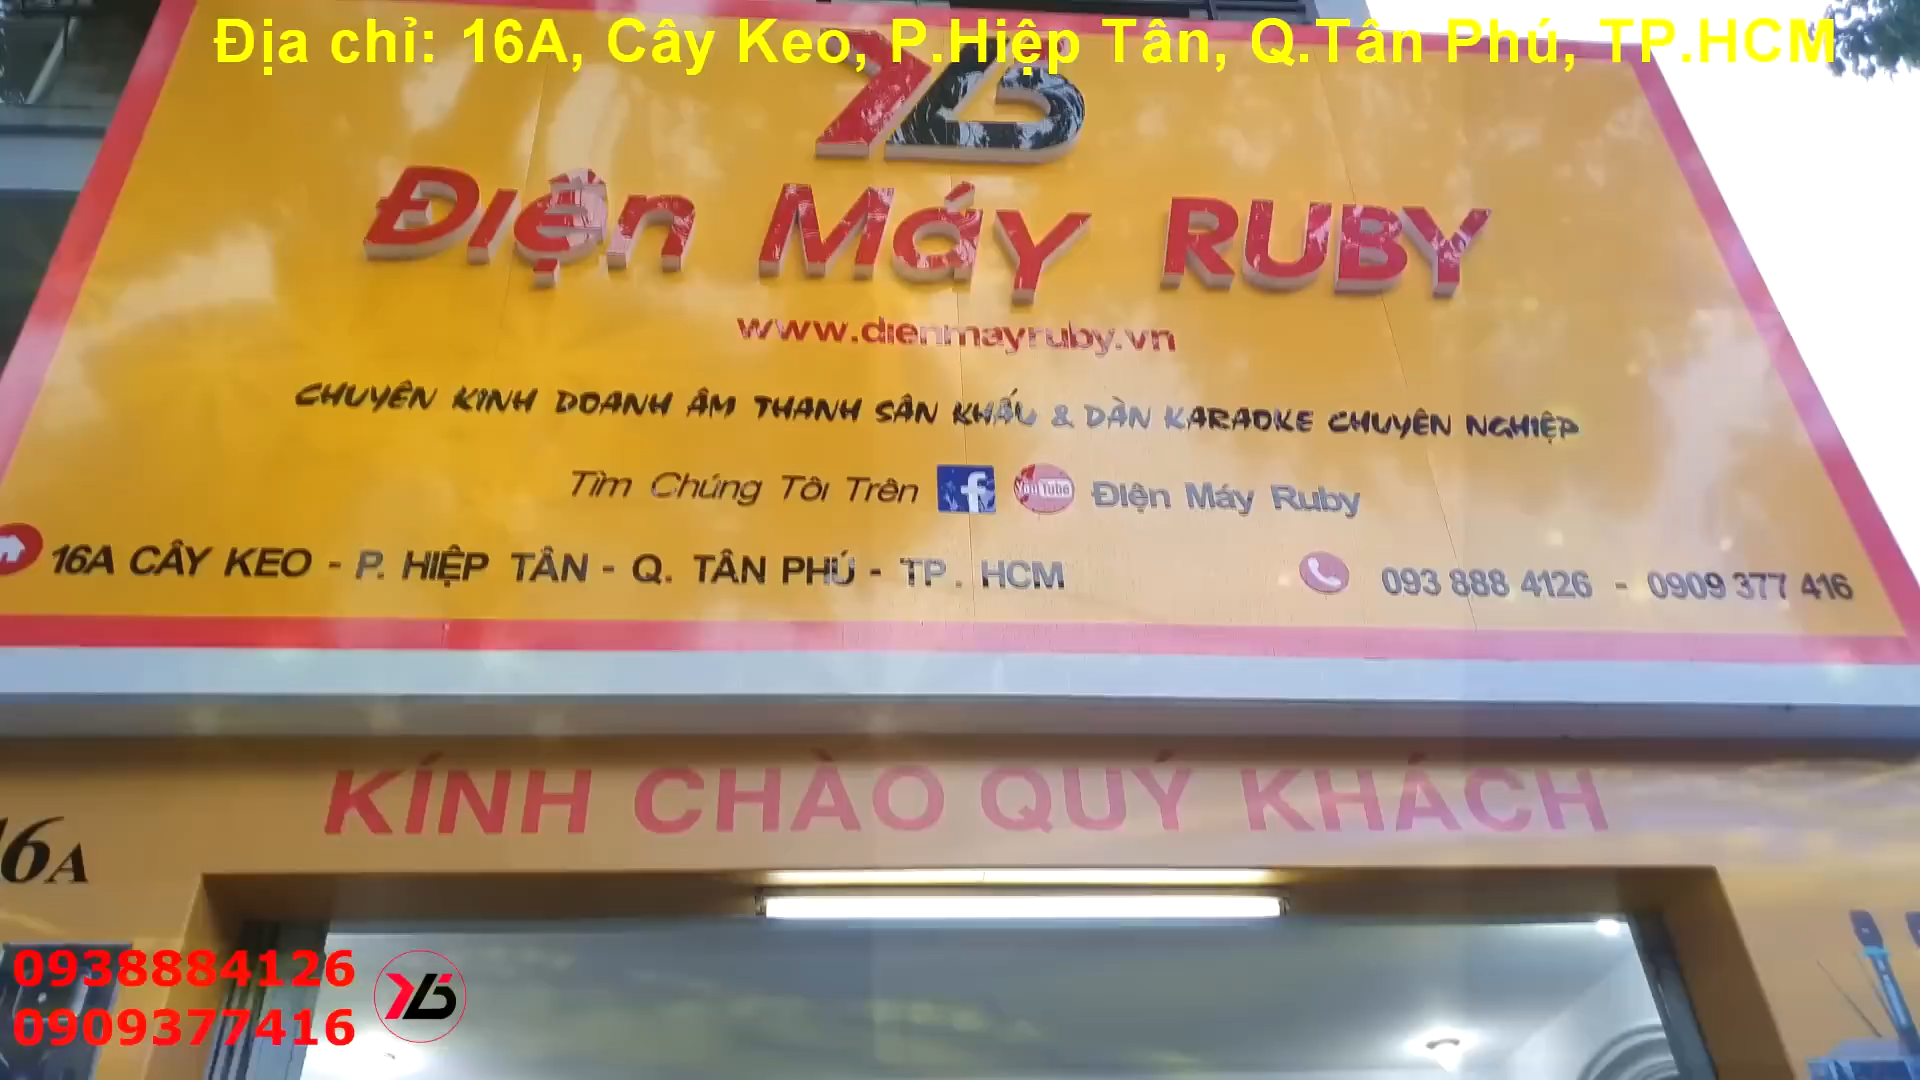 Địa chỉ: 16A, Cây Keo, P.Hiệp Tân, Q.Tân Phú, TP.HCM
Điện Máy RUBY
www.dienmayruby.vn
CHUYÊN KINH DOANH ÂM THANH SÂN KHẤU & DÀN KARAOKE CHUYÊN NGHIỆP
Tìm Chúng Tôi Trên f YouTube Điện Máy Ruby
16A CÂY KEO - P. HIỆP TÂN - Q. TÂN PHÚ - TP. HCM 093 888 4126 - 0909 377 416
KÍNH CHÀO QUÝ KHÁCH
16A
0938884126
0909377416